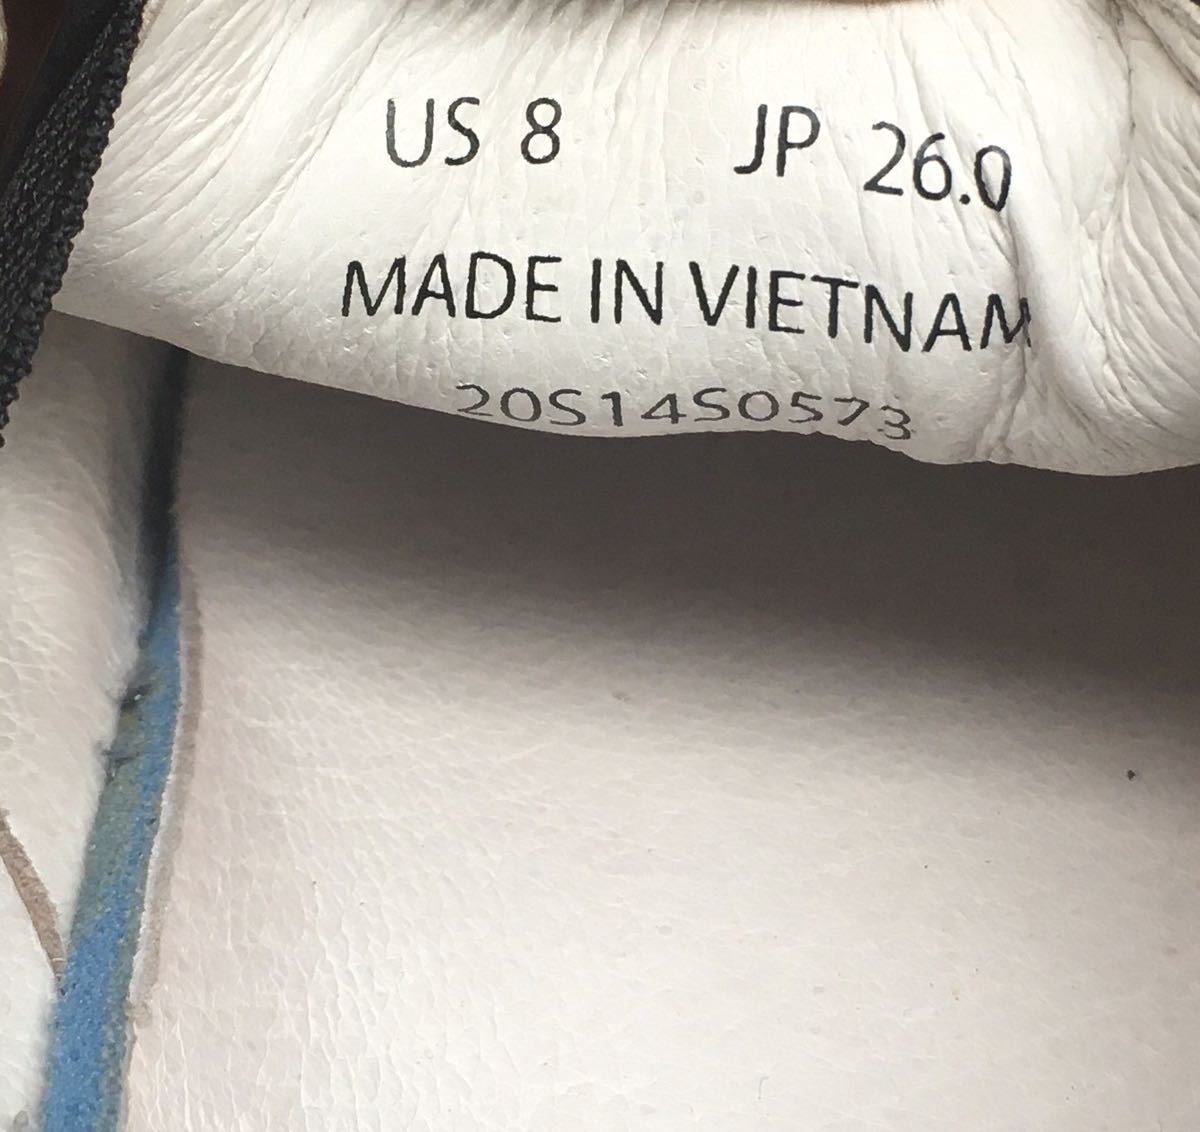 US 8 JP 26.0
MADE IN VIETNAM
20S14S0573